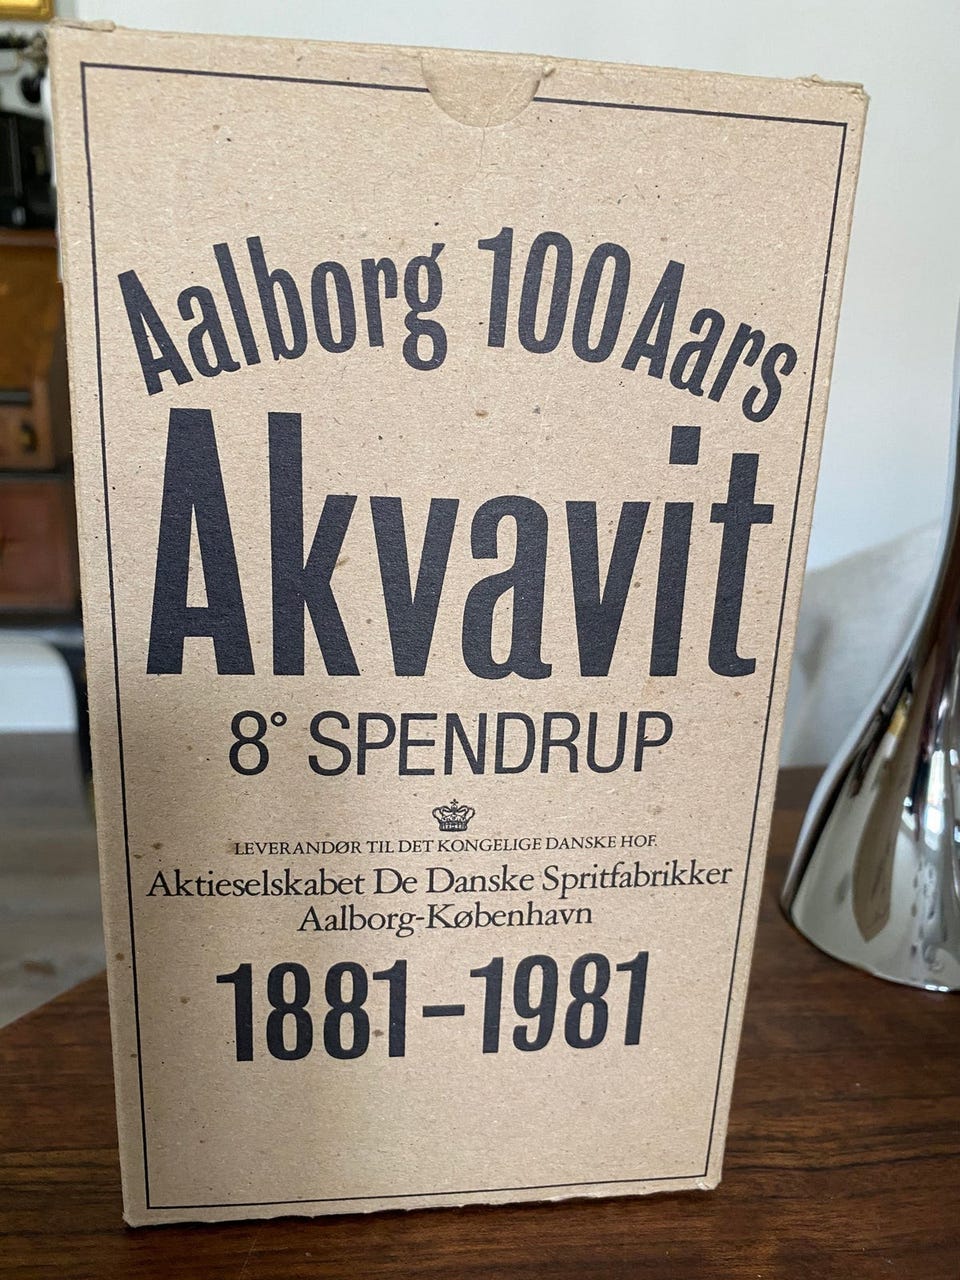 Aalborg 100 Aars
Akvavit
8° SPENDRUP
LEVERANDØR TIL DET KONGELIGE DANSKE HOF.
Aktieselskabet De Danske Spritfabrikker
Aalborg-København
1881-1981